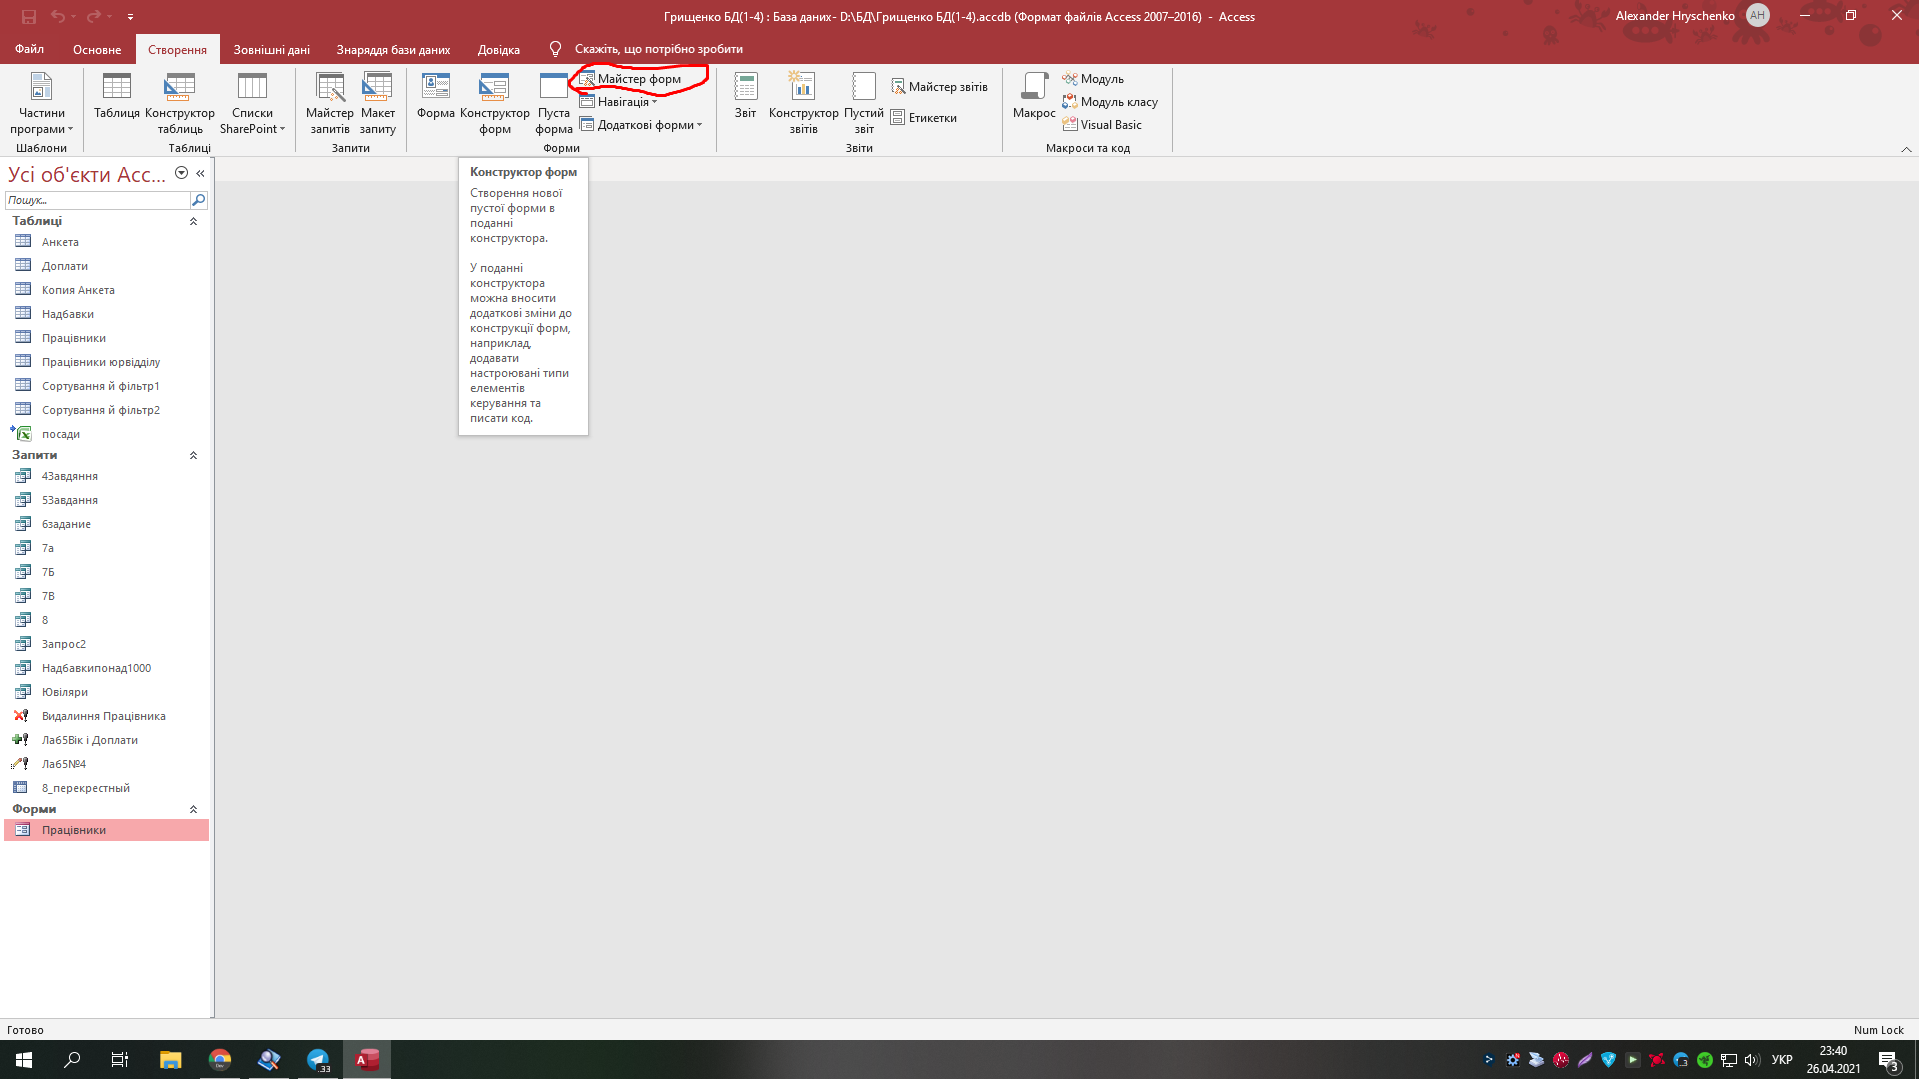 Грищенко БД(1-4) : База даних- D:\БД\Грищенко БД(1-4).accdb (Формат файлів Access 2007–2016)  -  Access
Alexander Hryschenko
AH
Файл
Основне
Створення
Зовнішні дані
Знаряддя бази даних
Довідка
Скажіть, що потрібно зробити
Частини
програми
Шаблони
Таблиця
Конструктор
таблиць
Списки
SharePoint
Таблиці
Майстер
запитів
Макет
запиту
Запити
Форма
Конструктор
форм
Пуста
форма
Майстер форм
Навігація
Додаткові форми
Форми
Звіт
Конструктор
звітів
Пустий
звіт
Майстер звітів
Етикетки
Звіти
Макрос
Модуль
Модуль класу
Visual Basic
Макроси та код
Усі об'єкти Acc...
Пошук...
Таблиці
Анкета
Доплати
Копия Анкета
Надбавки
Працівники
Працівники юрвідділу
Сортування й фільтр1
Сортування й фільтр2
посади
Запити
4Завдяння
5Завдання
6задание
7а
7Б
7В
8
Запрос2
Надбавкипонад1000
Ювіляри
Видалиння Працівника
Лаб5Вік і Доплати
Лаб5№4
8_перекрестный
Форми
Працівники
Конструктор форм
Створення нової
пустої форми в
поданні
конструктора.
У поданні
конструктора
можна вносити
додаткові зміни до
конструкції форм,
наприклад,
додавати
настроювані типи
елементів
керування та
писати код.
Готово
Num Lock
Dev
.33
A
УКР
23:40
26.04.2021
3